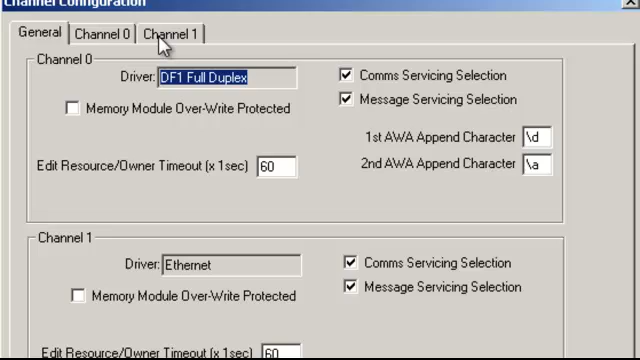 Channel Configuration
General
Channel 0
Channel 1
Channel 0
Driver: DF1 Full Duplex
Comms Servicing Selection
Memory Module Over-Write Protected
Message Servicing Selection
1st AWA Append Character \d
Edit Resource/Owner Timeout (x 1sec) 60
2nd AWA Append Character \a
Channel 1
Driver: Ethernet
Comms Servicing Selection
Memory Module Over-Write Protected
Message Servicing Selection
Edit Resource/Owner Timeout (x 1sec) 60